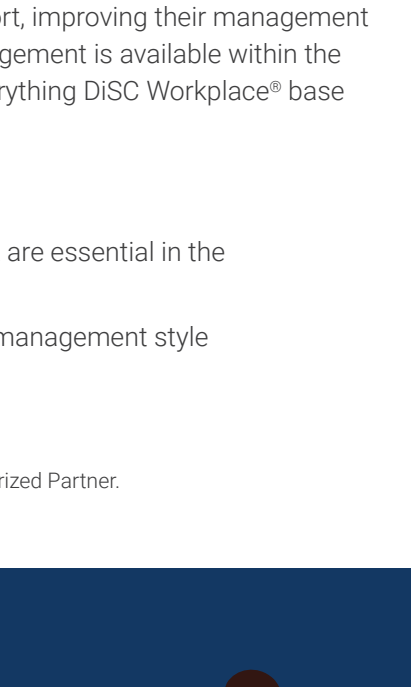 rt, improving their management
gement is available within the
rything DiSC Workplace® base
are essential in the
management style
rized Partner.